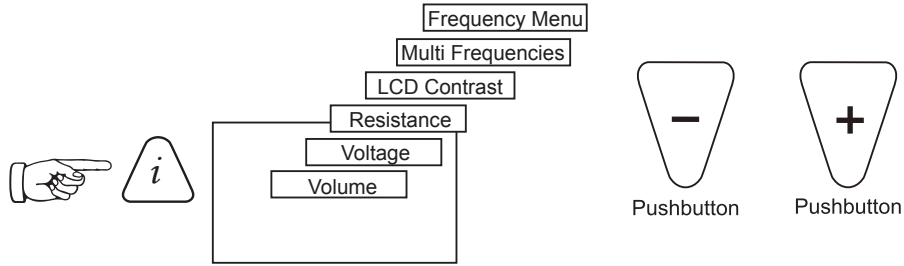 Frequency Menu
Multi Frequencies
LCD Contrast
Resistance
Voltage
Volume
i
−
+
Pushbutton
Pushbutton